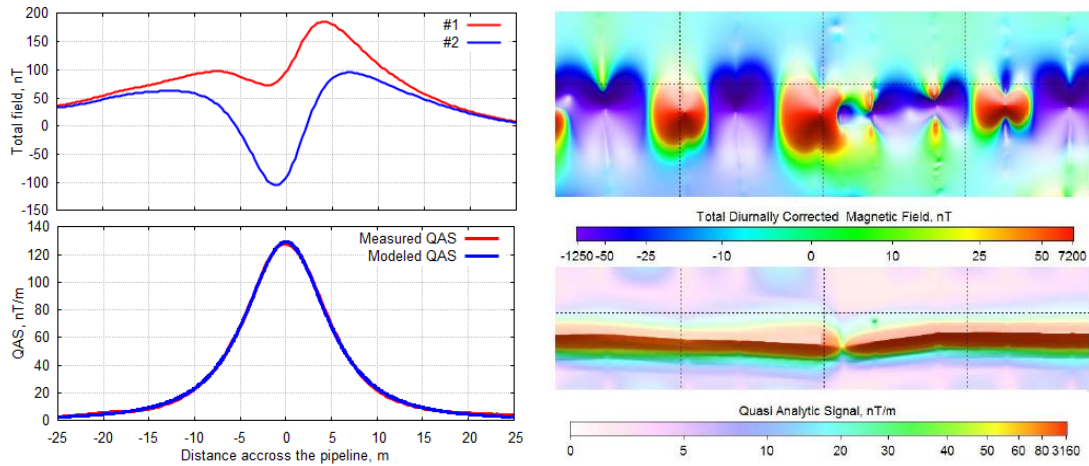 200
150
100
50
0
-50
-100
-150
Total field, nT
#1
#2
140
120
100
80
60
40
20
0
QAS, nT/m
Measured QAS
Modeled QAS
-25 -20 -15 -10 -5 0 5 10 15 20 25
Distance accross the pipeline, m
Total Diurnally Corrected Magnetic Field, nT
-1250 -50 -25 -10 0 10 25 50 7200
Quasi Analytic Signal, nT/m
0 5 10 20 30 40 50 60 80 3160